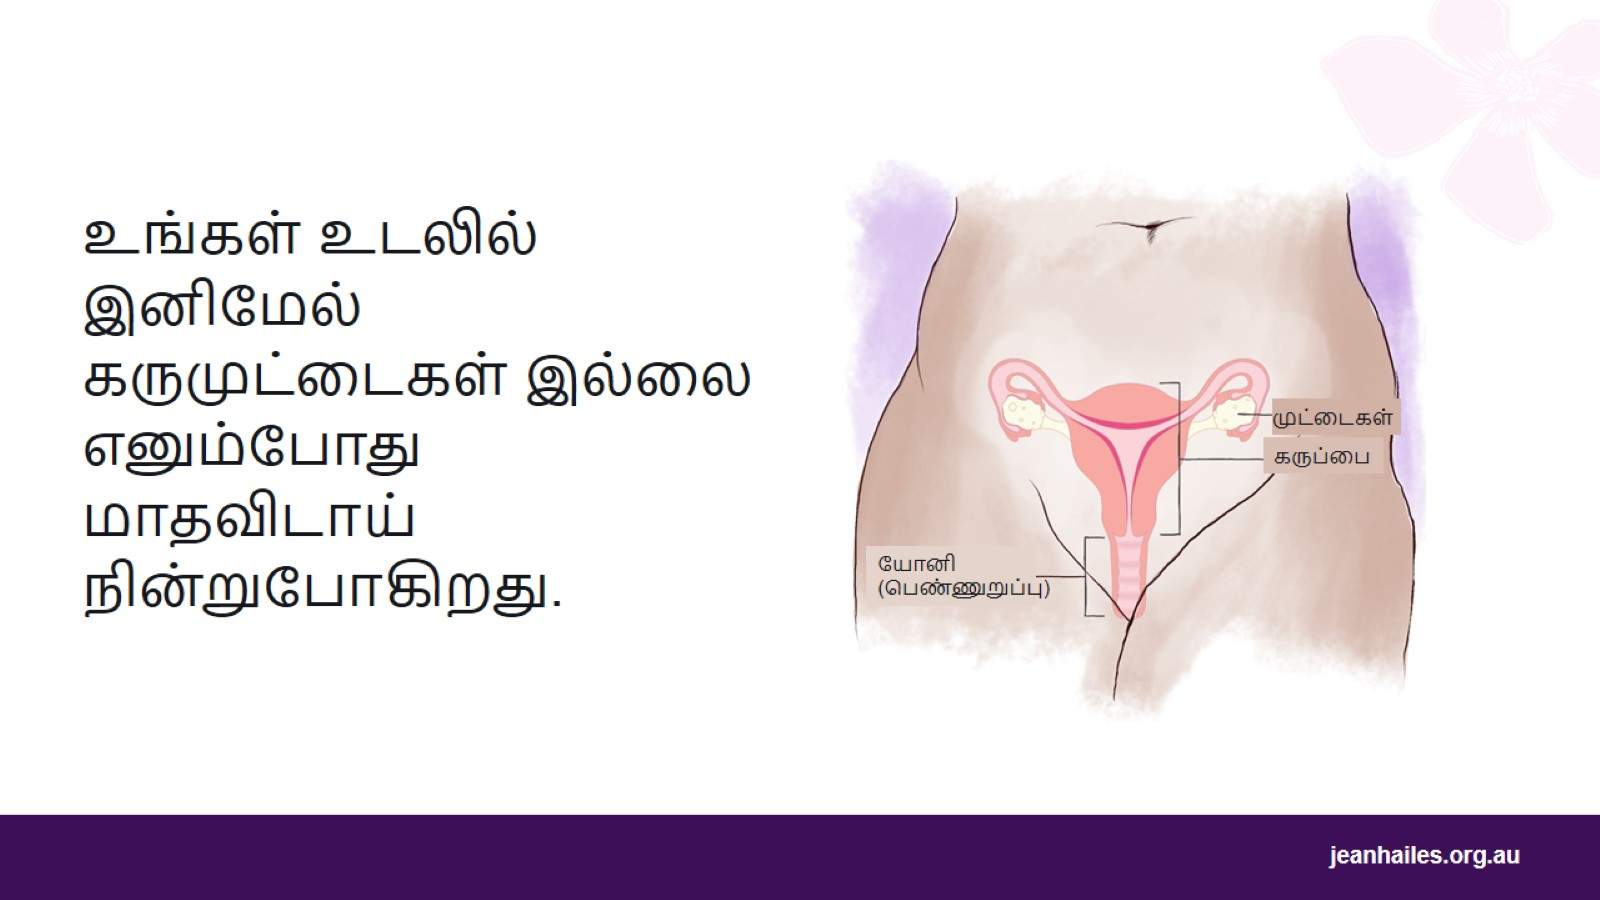 உங்கள் உடலில்
இனிமேல்
கருமுட்டைகள் இல்லை
எனும்போது
மாதவிடாய்
நின்றுபோகிறது.
முட்டைகள்
கருப்பை
யோனி
(பெண்ணுறுப்பு)
jeanhailes.org.au